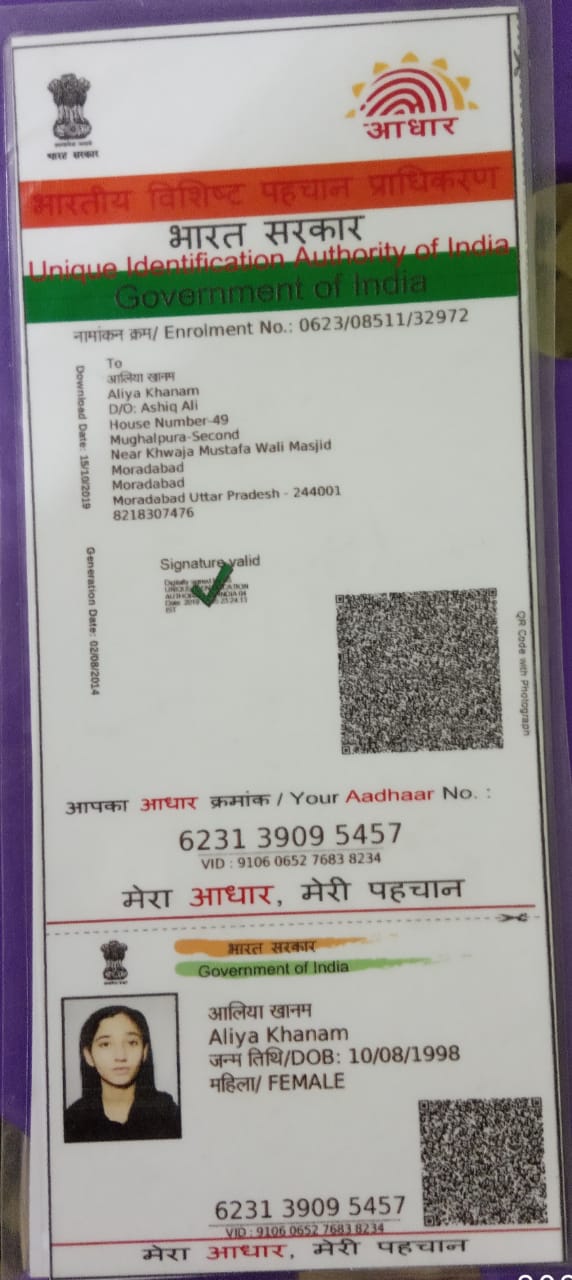 भारत सरकार
आधार
भारतीय विशिष्ट पहचान प्राधिकरण
भारत सरकार
Unique Identification Authority of India
Government of India
नामांकन क्रम/ Enrolment No.: 0623/08511/32972
Download Date: 15/10/2019
To
आलिया खानम
Aliya Khanam
D/O: Ashiq Ali
House Number-49
Mughalpura-Second
Near Khwaja Mustafa Wali Masjid
Moradabad
Moradabad
Moradabad Uttar Pradesh - 244001
8218307476
Generation Date: 02/08/2014
Signature valid
Digitally signed
IST
QR Code with Photograph
आपका आधार क्रमांक / Your Aadhaar No. :
6231 3909 5457
VID : 9106 0652 7683 8234
मेरा आधार, मेरी पहचान
भारत सरकार
Government of India
आलिया खानम
Aliya Khanam
जन्म तिथि/DOB: 10/08/1998
महिला/ FEMALE
6231 3909 5457
VID : 9106 0652 7683 8234
मेरा आधार, मेरी पहचान